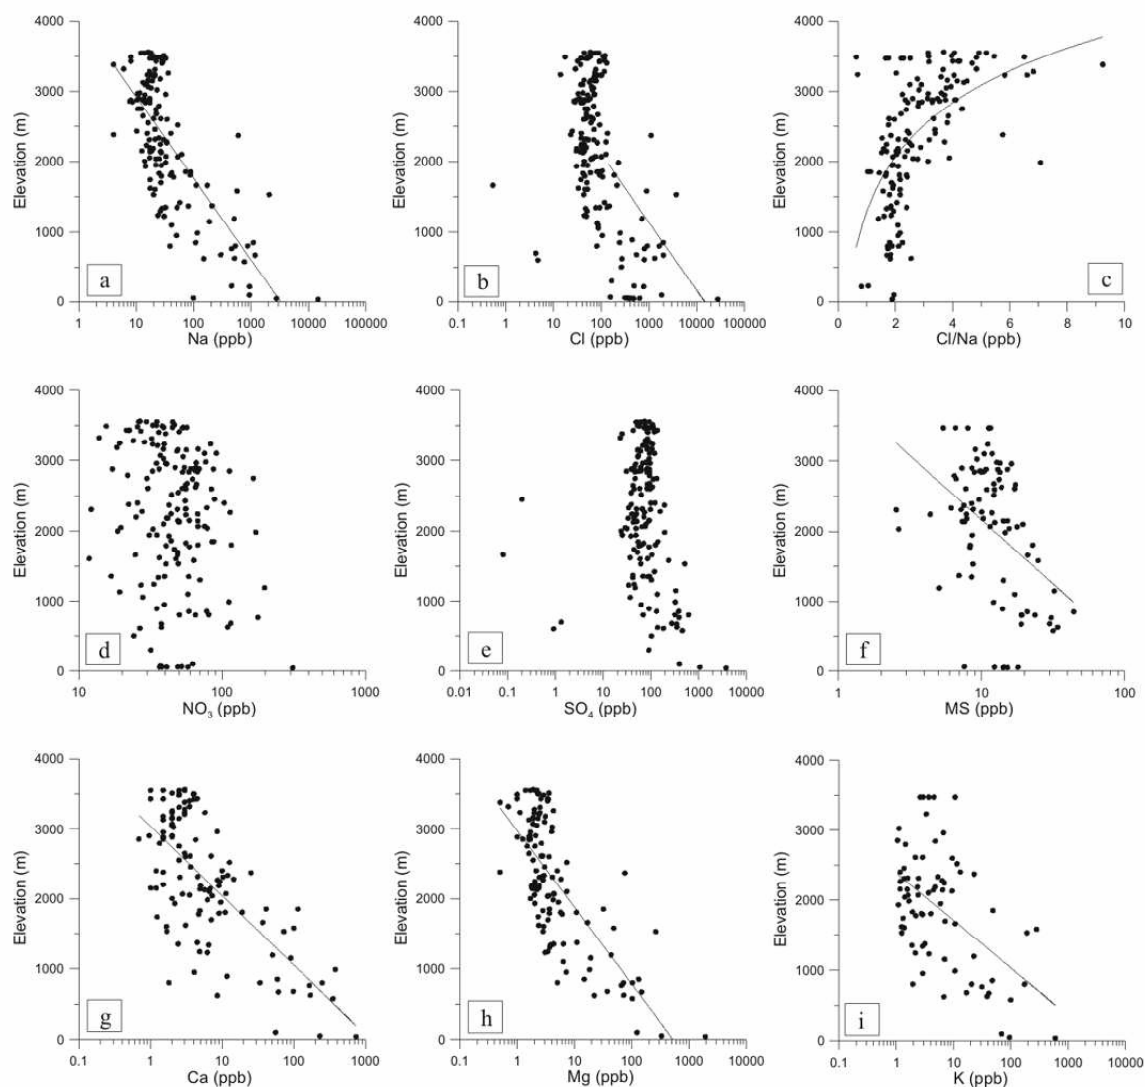 4000 4000 4000
3000 3000 3000
Elevation (m) Elevation (m) Elevation (m)
2000 2000 2000
1000 1000 1000
a b c
0 0 0
1 10 100 1000 10000 100000 0.1 1 10 100 1000 10000 100000 0 2 4 6 8 10
Na (ppb) Cl (ppb) Cl/Na (ppb)
4000 4000 4000
3000 3000 3000
Elevation (m) Elevation (m) Elevation (m)
2000 2000 2000
1000 1000 1000
d e f
0 0 0
10 100 1000 0.01 0.1 1 10 100 1000 10000 1 10 100
NO3 (ppb) SO4 (ppb) MS (ppb)
4000 4000 4000
3000 3000 3000
Elevation (m) Elevation (m) Elevation (m)
2000 2000 2000
1000 1000 1000
g h i
0 0 0
0.1 1 10 100 1000 0.1 1 10 100 1000 10000 0.1 1 10 100 1000 10000
Ca (ppb) Mg (ppb) K (ppb)